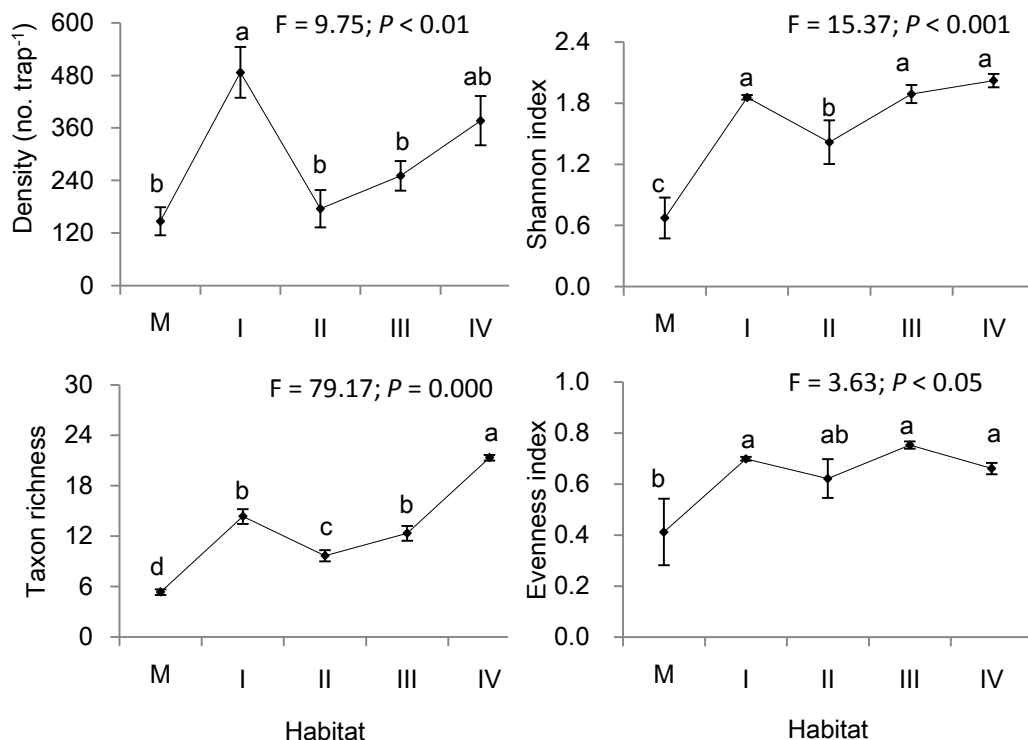 F = 9.75; P < 0.01
Density (no. trap-1)
600
480
360
240
120
0
a
ab
b
b
b
M I II III IV
F = 15.37; P < 0.001
Shannon index
2.4
1.8
1.2
0.6
0.0
a
a
a
b
c
M I II III IV
F = 79.17; P = 0.000
Taxon richness
30
24
18
12
6
0
a
b
b
c
d
M I II III IV
Habitat
F = 3.63; P < 0.05
Evenness index
1.0
0.8
0.6
0.4
0.2
0.0
a
ab
a
a
b
M I II III IV
Habitat